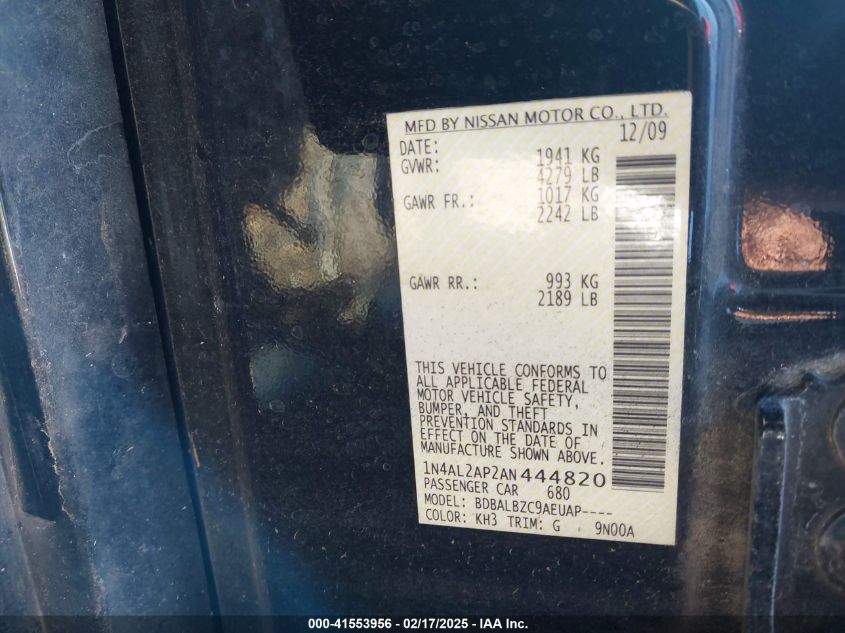 MFD BY NISSAN MOTOR CO., LTD.
DATE: 12/09
GVWR: 1941 KG
4279 LB
GAWR FR.: 1017 KG
2242 LB
GAWR RR.: 993 KG
2189 LB
THIS VEHICLE CONFORMS TO
ALL APPLICABLE FEDERAL
MOTOR VEHICLE SAFETY,
BUMPER, AND THEFT
PREVENTION STANDARDS IN
EFFECT ON THE DATE OF
MANUFACTURE SHOWN ABOVE.
1N4AL2AP2AN444820
PASSENGER CAR 680
MODEL: BDBALBZC9AEUAP----
COLOR: KH3 TRIM: G 9N00A
000-41553956 - 02/17/2025 - IAA Inc.